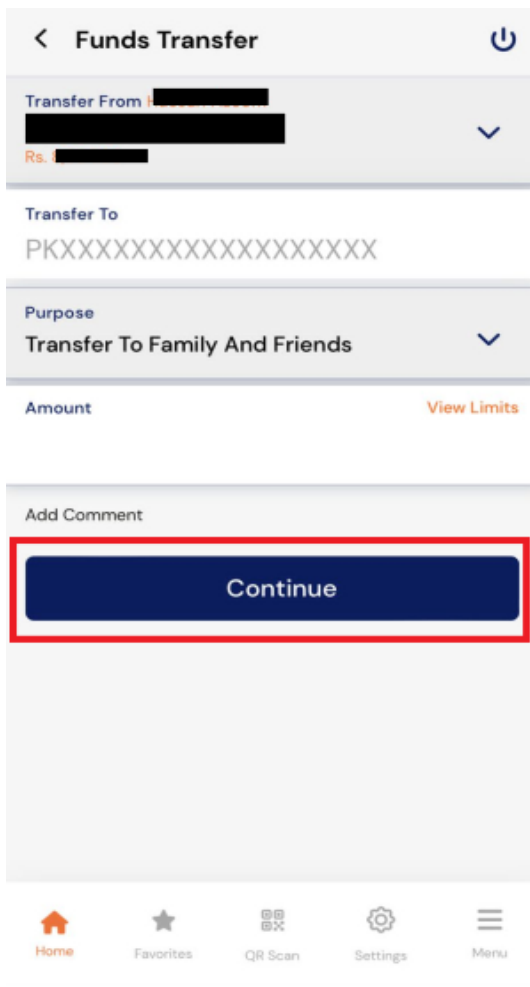 Funds Transfer
Transfer From
Rs.
Transfer To
PKXXXXXXXXXXXXXXXXXXXX
Purpose
Transfer To Family And Friends
Amount
View Limits
Add Comment
Continue
Home
Favorites
QR Scan
Settings
Menu